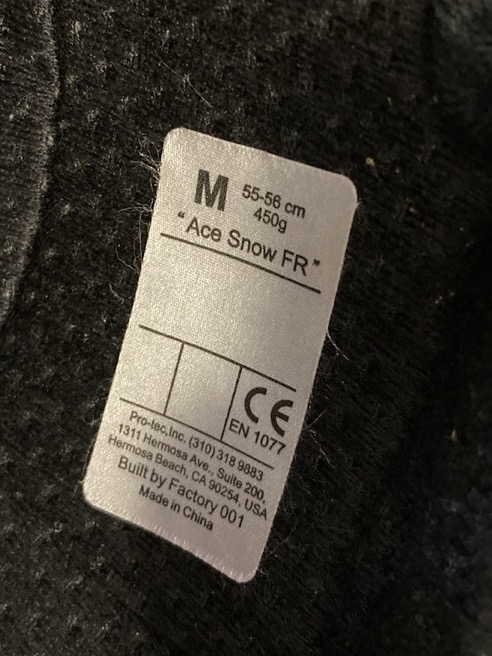 M
55-56 cm
450g
"Ace Snow FR"
CE
EN 1077
Pro-tec,Inc. (310) 318 9883
1311 Hermosa Ave., Suite 200,
Hermosa Beach, CA 90254, USA
Built by Factory 001
Made in China